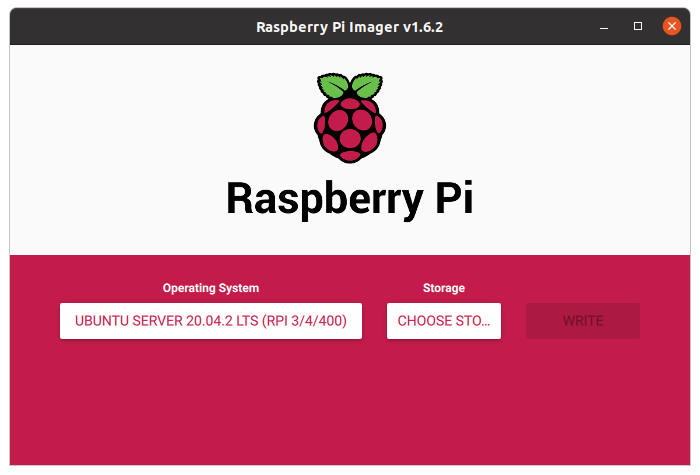 Raspberry Pi Imager v1.6.2
Raspberry Pi
Operating System
Storage
UBUNTU SERVER 20.04.2 LTS (RPI 3/4/400)
CHOOSE STO...
WRITE